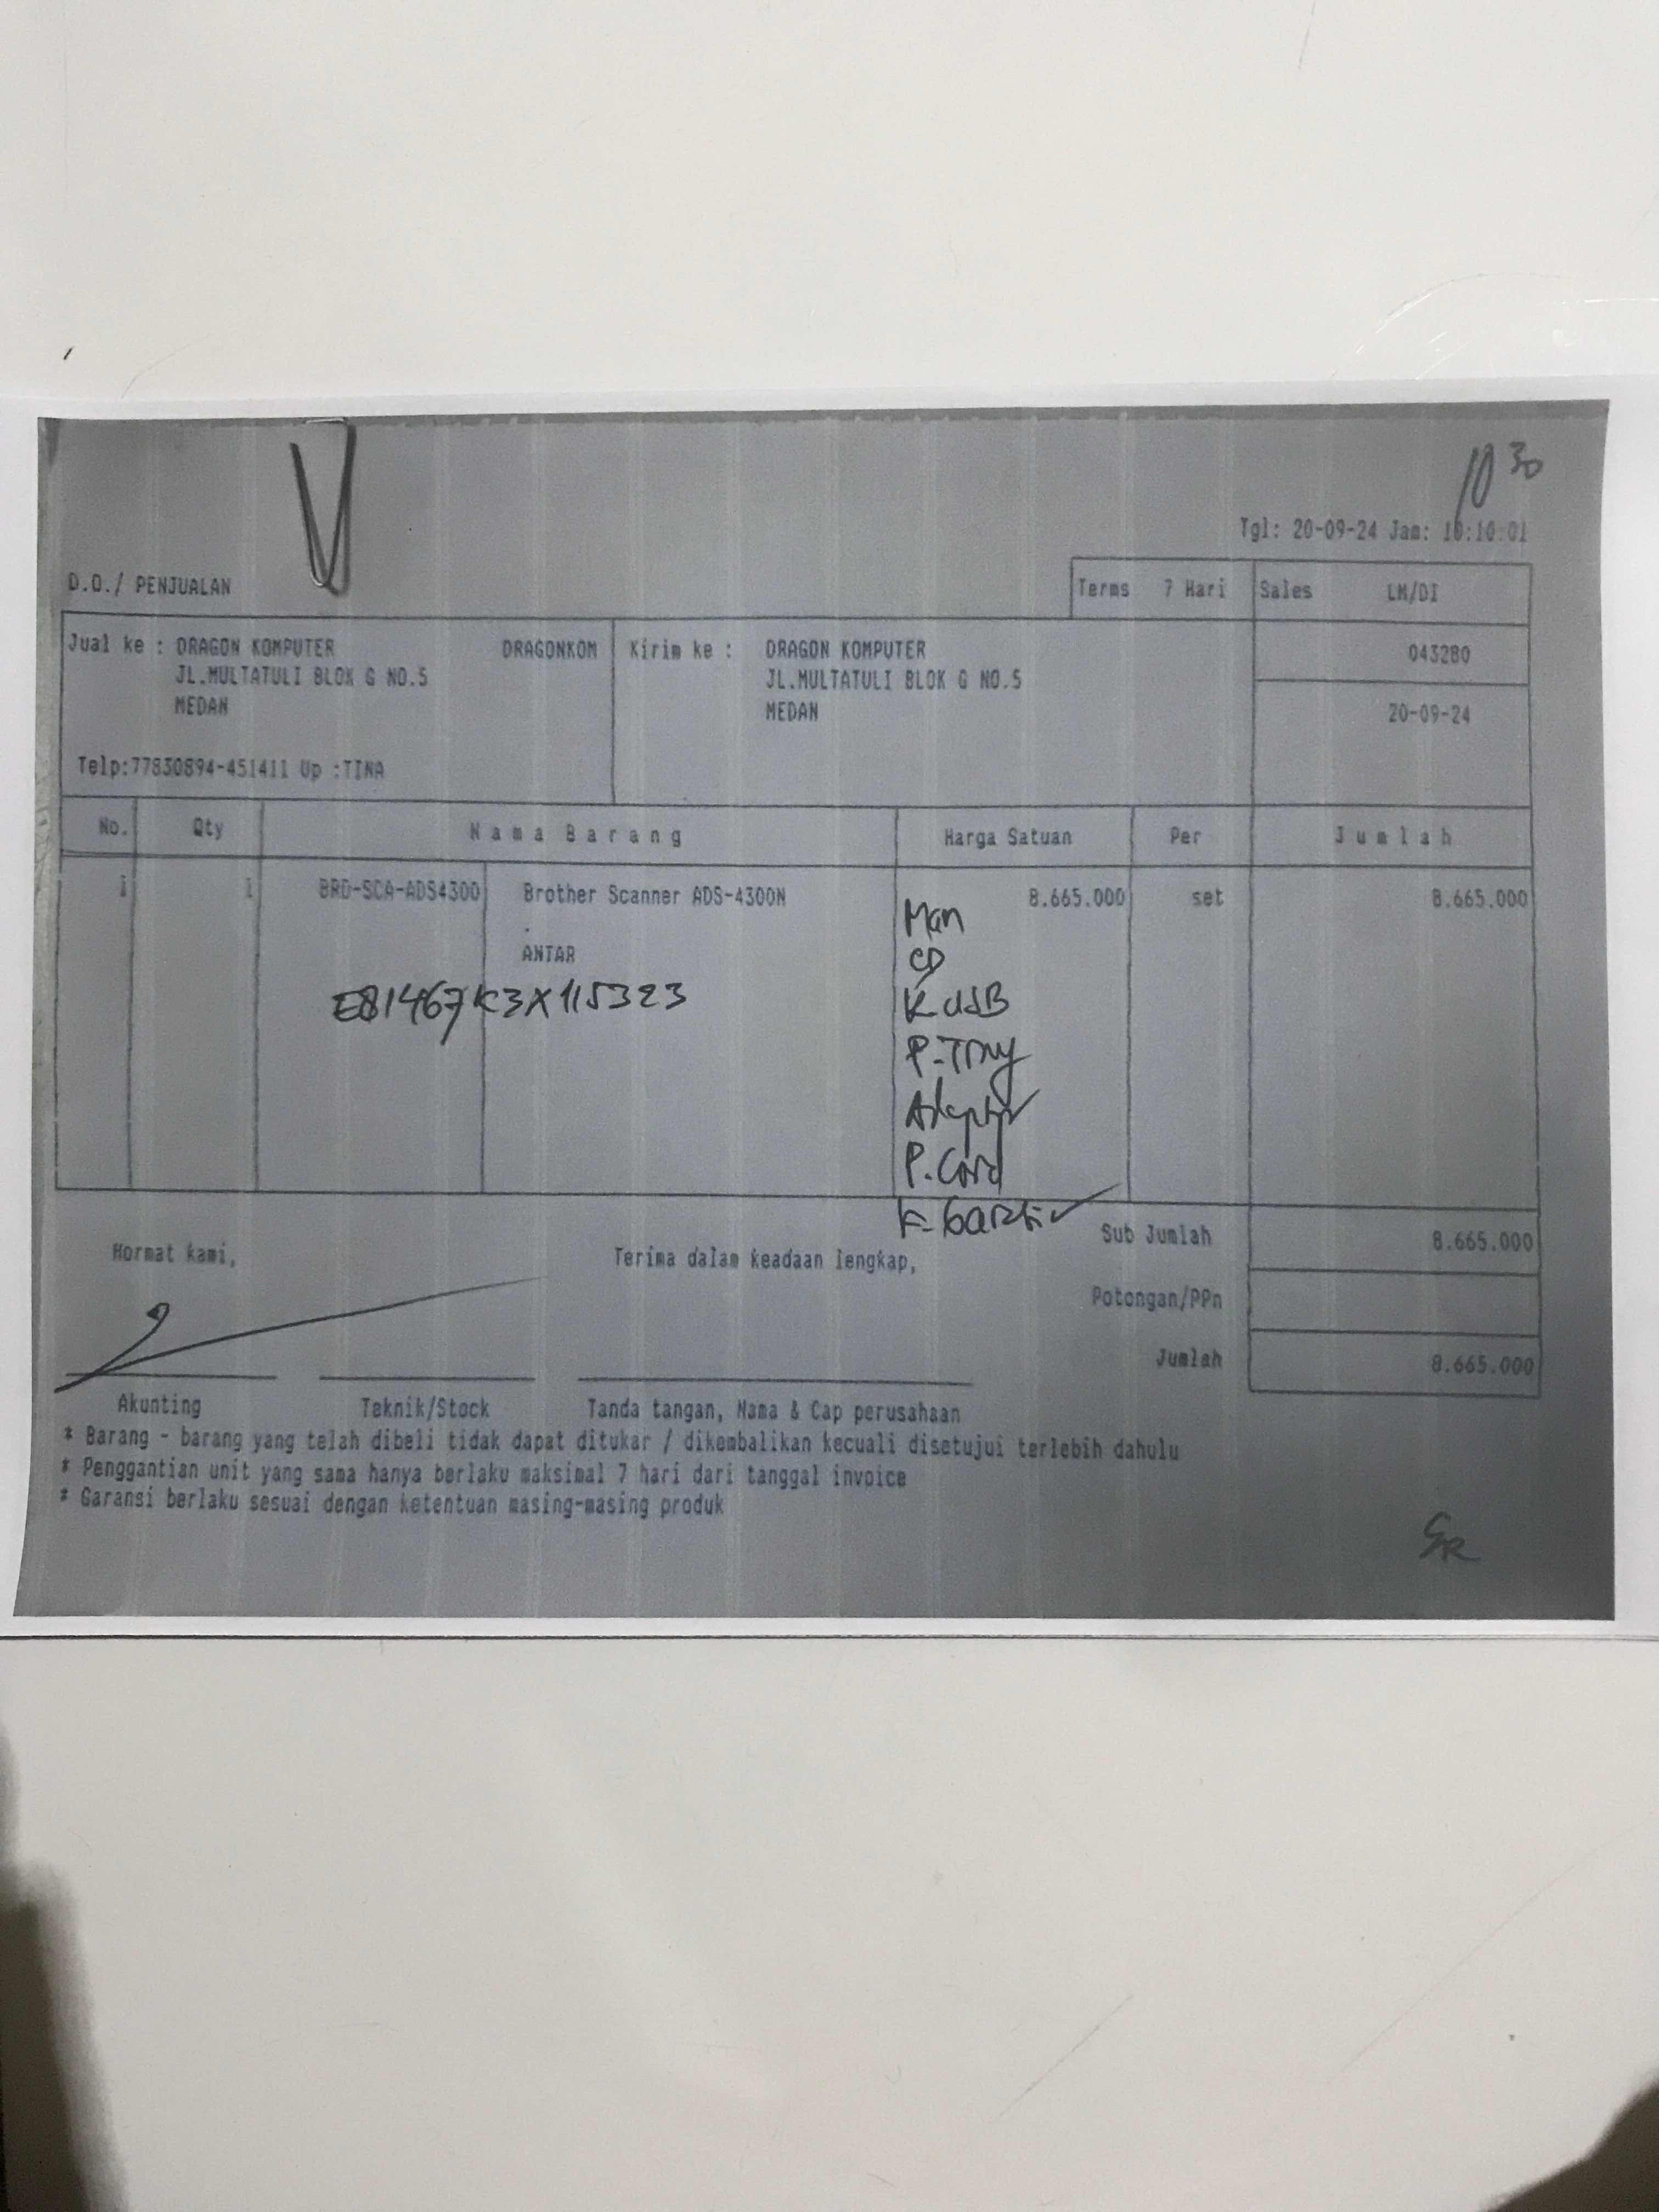 10 30
Tgl: 20-09-24 Jam: 10:10:01
D.O./ PENJUALAN
Terms 7 Hari Sales LM/DI
Jual ke : DRAGON KOMPUTER DRAGONKOM
JL.MULTATULI BLOK G NO.5
MEDAN
Telp:77830894-451411 Up :TINA
Kirim ke : DRAGON KOMPUTER
JL.MULTATULI BLOK G NO.5
MEDAN
043280
20-09-24
No. Qty Nama Barang Harga Satuan Per Jumlah
1 1 BRD-SCA-ADS4300 Brother Scanner ADS-4300N 8.665.000 set 8.665.000
.
ANTAR
E81467K3X115323
Man
CD
K USB
P-Tray
Adaptor
P.Cord
K-Garansi
Sub Jumlah 8.665.000
Potongan/PPn
Jumlah 8.665.000
Hormat kami,
Terima dalam keadaan lengkap,
Akunting Teknik/Stock Tanda tangan, Nama & Cap perusahaan
* Barang - barang yang telah dibeli tidak dapat ditukar / dikembalikan kecuali disetujui terlebih dahulu
* Penggantian unit yang sama hanya berlaku maksimal 7 hari dari tanggal invoice
* Garansi berlaku sesuai dengan ketentuan masing-masing produk